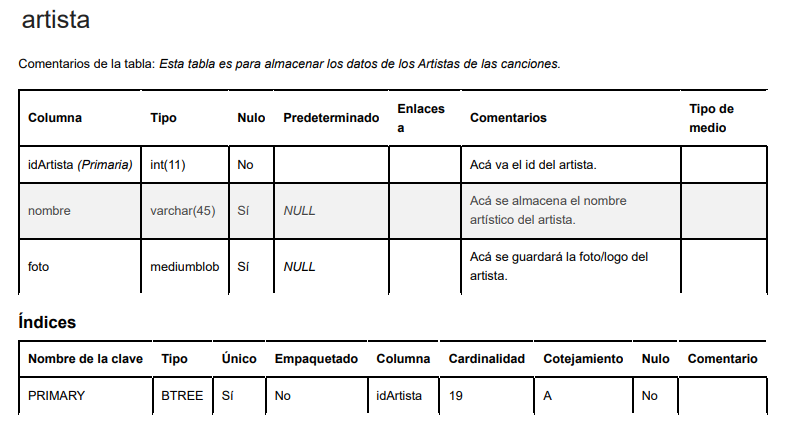 artista
Comentarios de la tabla: Esta tabla es para almacenar los datos de los Artistas de las canciones.
Columna Tipo Nulo Predeterminado Enlaces a Comentarios Tipo de medio
idArtista (Primaria) int(11) No Acá va el id del artista.
nombre varchar(45) Sí NULL Acá se almacena el nombre
artístico del artista.
foto mediumblob Sí NULL Acá se guardará la foto/logo del
artista.
Índices
Nombre de la clave Tipo Único Empaquetado Columna Cardinalidad Cotejamiento Nulo Comentario
PRIMARY BTREE Sí No idArtista 19 A No